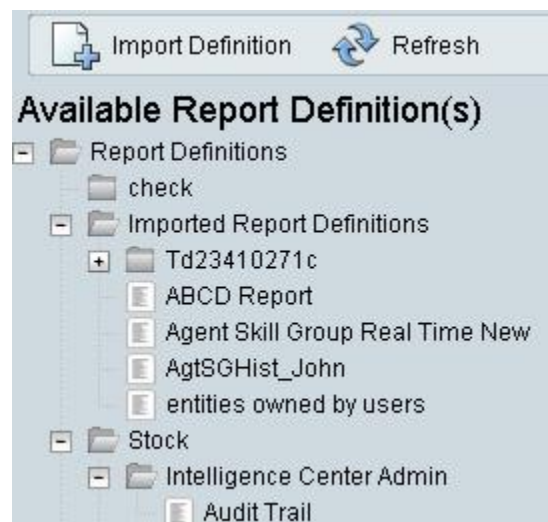 Import Definition Refresh
Available Report Definition(s)
Report Definitions
check
Imported Report Definitions
Td23410271c
ABCD Report
Agent Skill Group Real Time New
AgtSGHist_John
entities owned by users
Stock
Intelligence Center Admin
Audit Trail